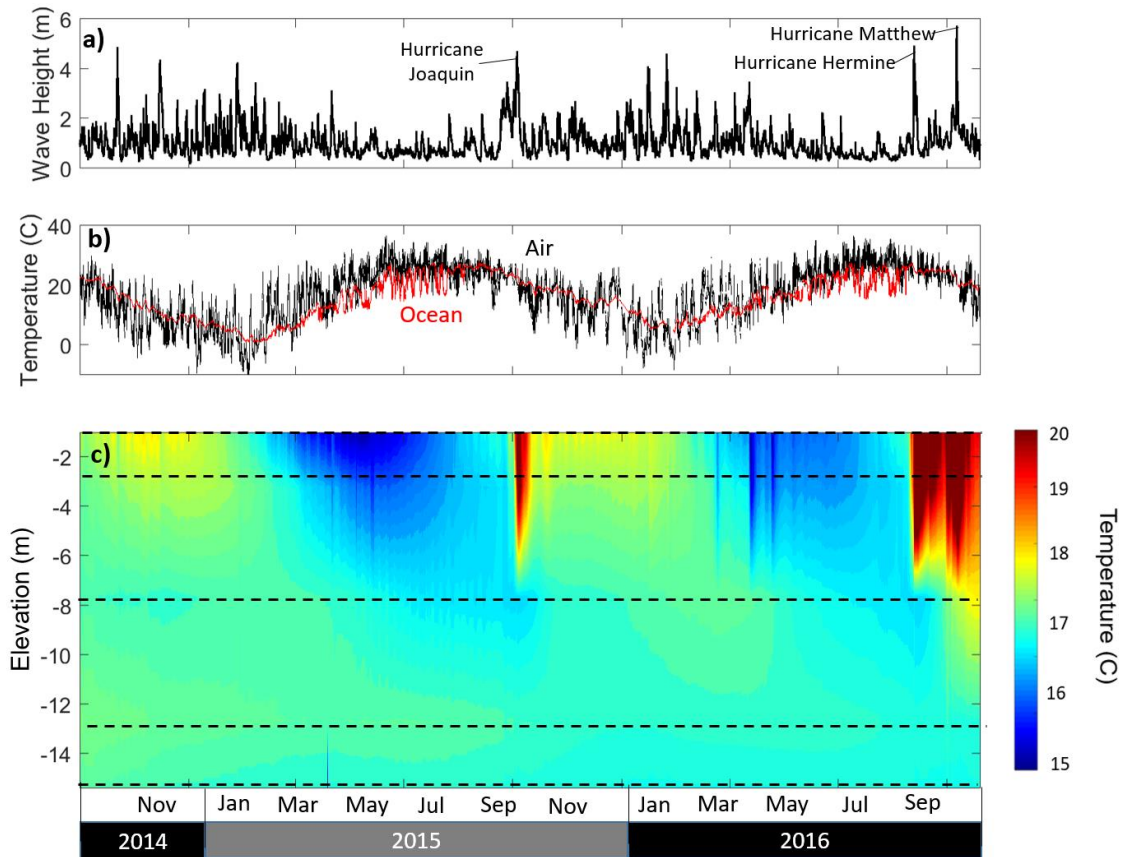 a)
Wave Height (m)
6
4
2
0
Hurricane
Joaquin
Hurricane Matthew
Hurricane Hermine
b)
Temperature (C)
40
20
0
Air
Ocean
c)
Elevation (m)
-2
-4
-6
-8
-10
-12
-14
20
19
18
17
16
15
Temperature (C)
Nov Jan Mar May Jul Sep Nov Jan Mar May Jul Sep
2014 2015 2016